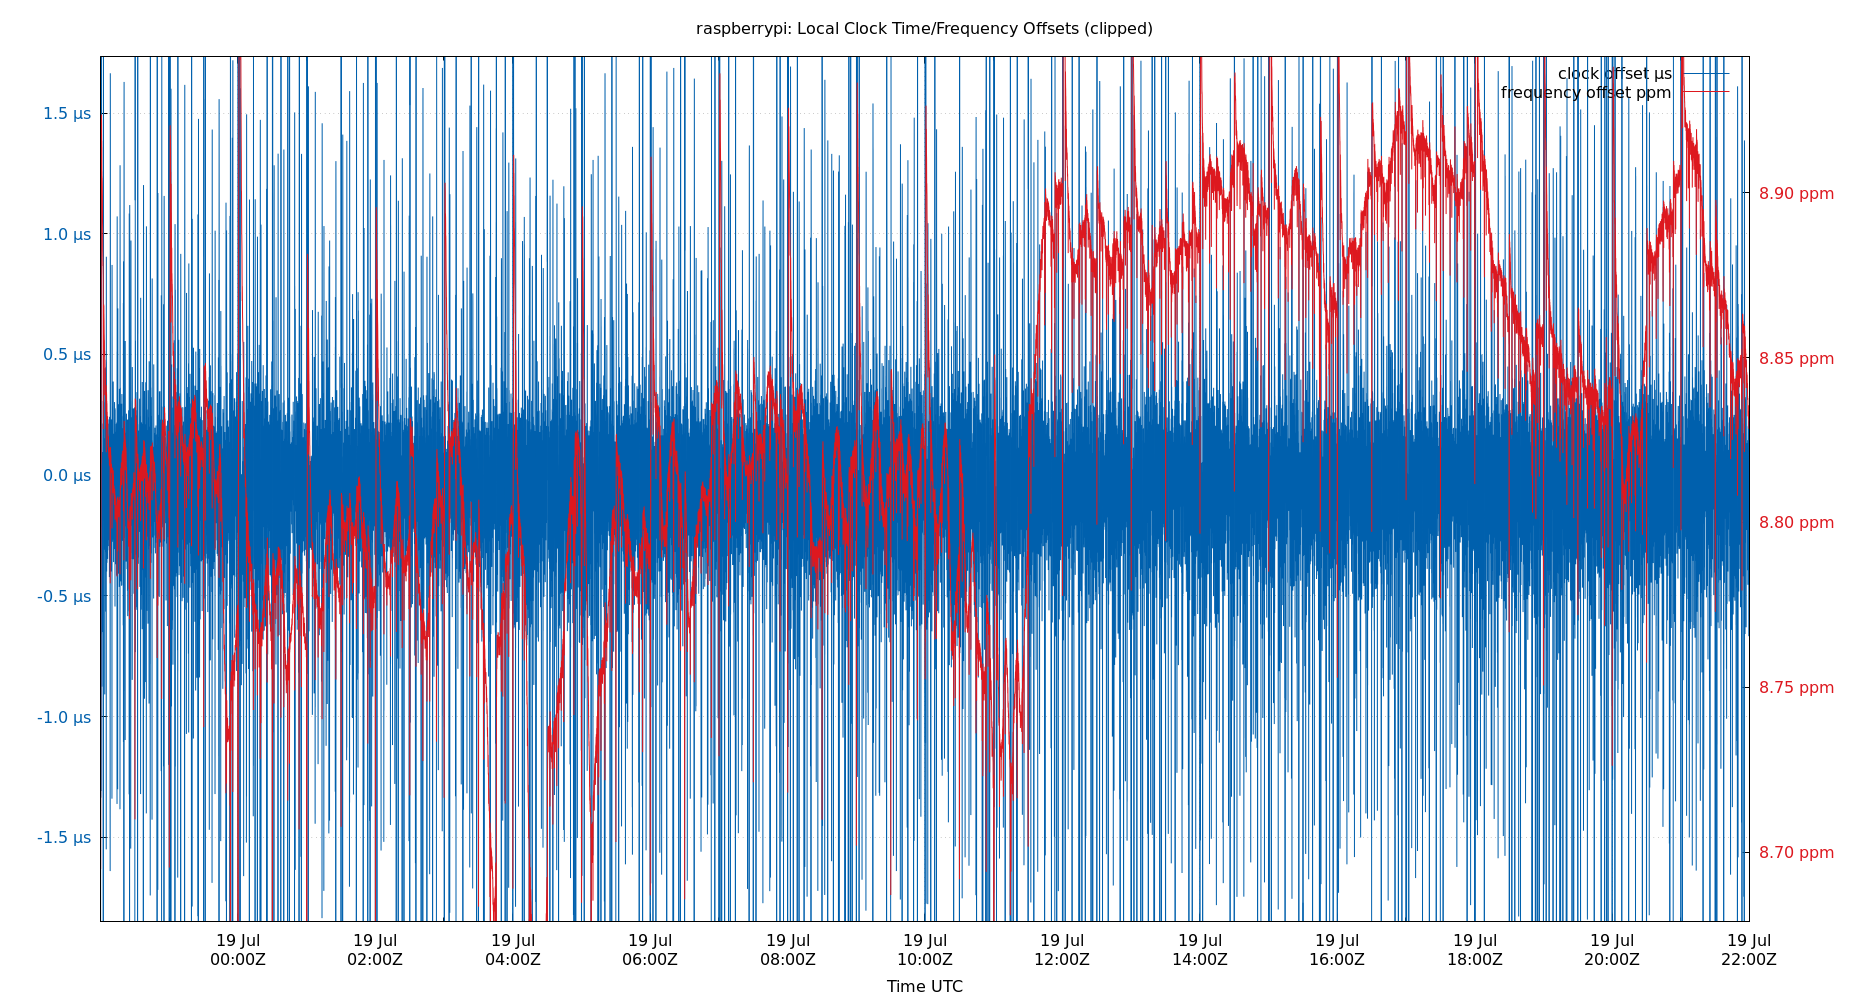 raspberrypi: Local Clock Time/Frequency Offsets (clipped)
clock offset µs
frequency offset ppm
1.5 µs
1.0 µs
0.5 µs
0.0 µs
-0.5 µs
-1.0 µs
-1.5 µs
8.90 ppm
8.85 ppm
8.80 ppm
8.75 ppm
8.70 ppm
19 Jul 19 Jul 19 Jul 19 Jul 19 Jul 19 Jul 19 Jul 19 Jul 19 Jul 19 Jul 19 Jul 19 Jul
00:00Z 02:00Z 04:00Z 06:00Z 08:00Z 10:00Z 12:00Z 14:00Z 16:00Z 18:00Z 20:00Z 22:00Z
Time UTC